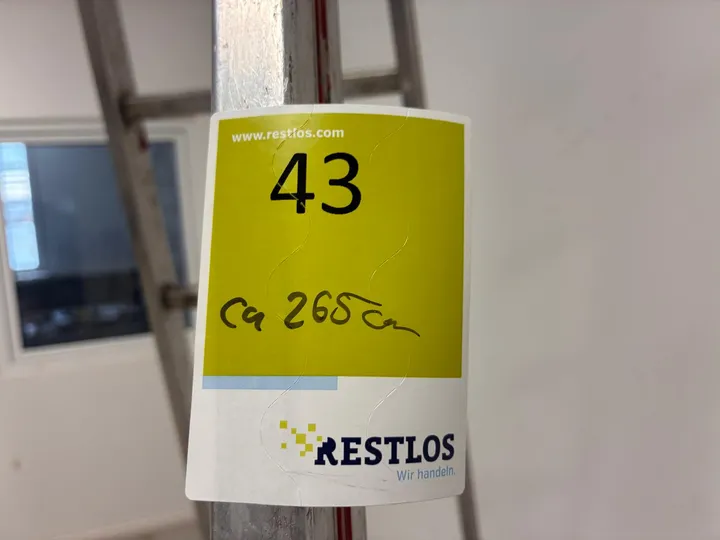 www.restlos.com
43
ca 265 cm
RESTLOS
Wir handeln.